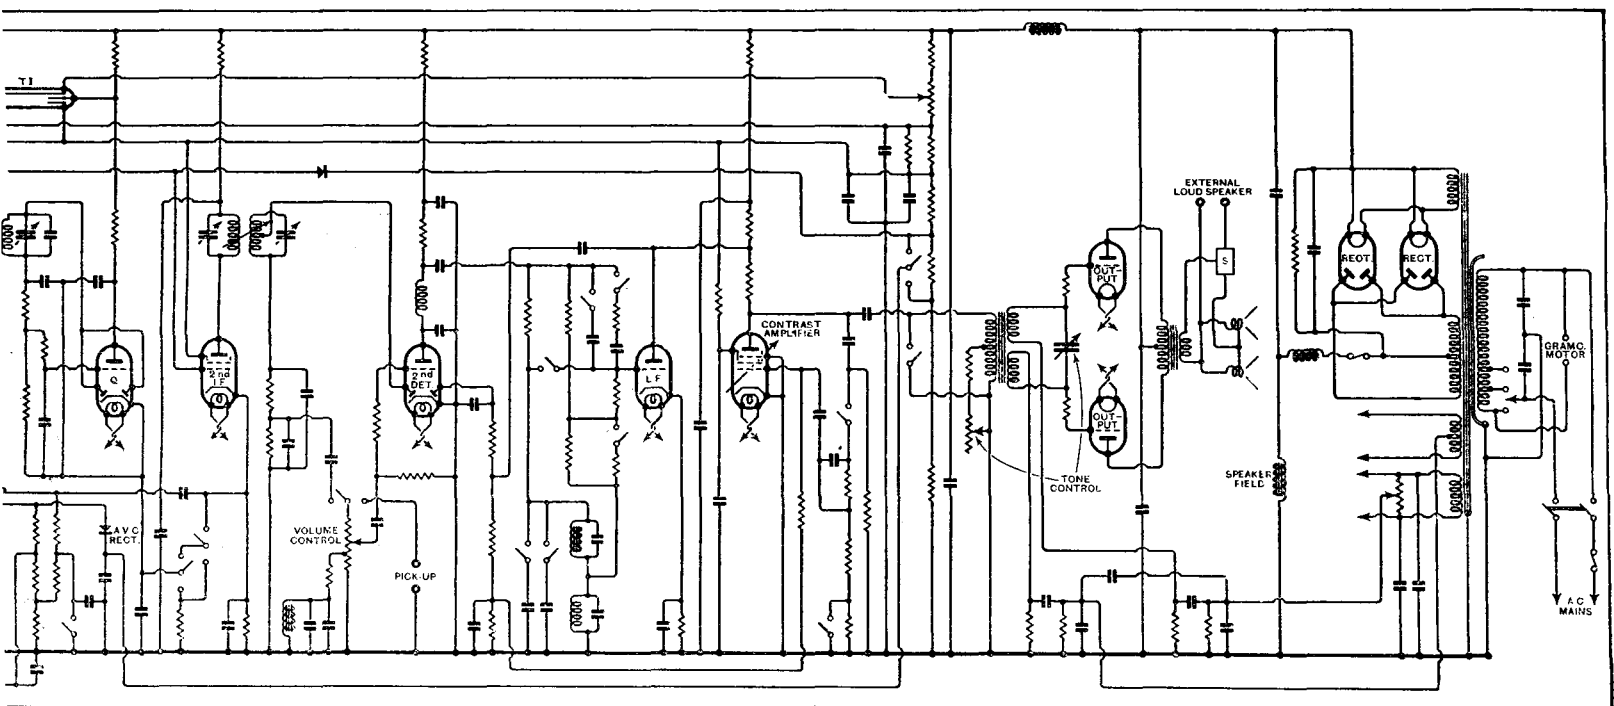 T I
EXTERNAL
LOUD SPEAKER
S
OUT-
PUT
RECT.
RECT.
CONTRAST
AMPLIFIER
GRAMO.
MOTOR
Q
2nd
I F
2nd
DET.
L F
OUT-
PUT
TONE
CONTROL
SPEAKER
FIELD
A.V.C.
RECT.
VOLUME
CONTROL
PICK-UP
A C
MAINS